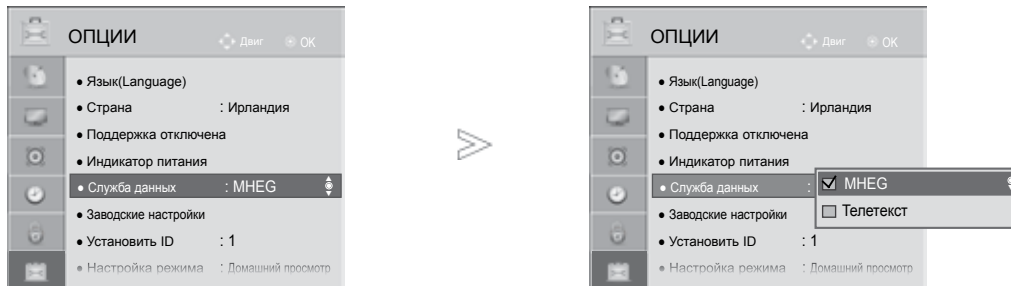 ОПЦИИ
Двиг OK
• Язык(Language)
• Страна : Ирландия
• Поддержка отключена
• Индикатор питания
• Служба данных : MHEG
• Заводские настройки
• Установить ID : 1
• Настройка режима : Домашний просмотр
ОПЦИИ
Двиг OK
• Язык(Language)
• Страна : Ирландия
• Поддержка отключена
• Индикатор питания
• Служба данных :
MHEG
Телетекст
• Заводские настройки
• Установить ID : 1
• Настройка режима : Домашний просмотр